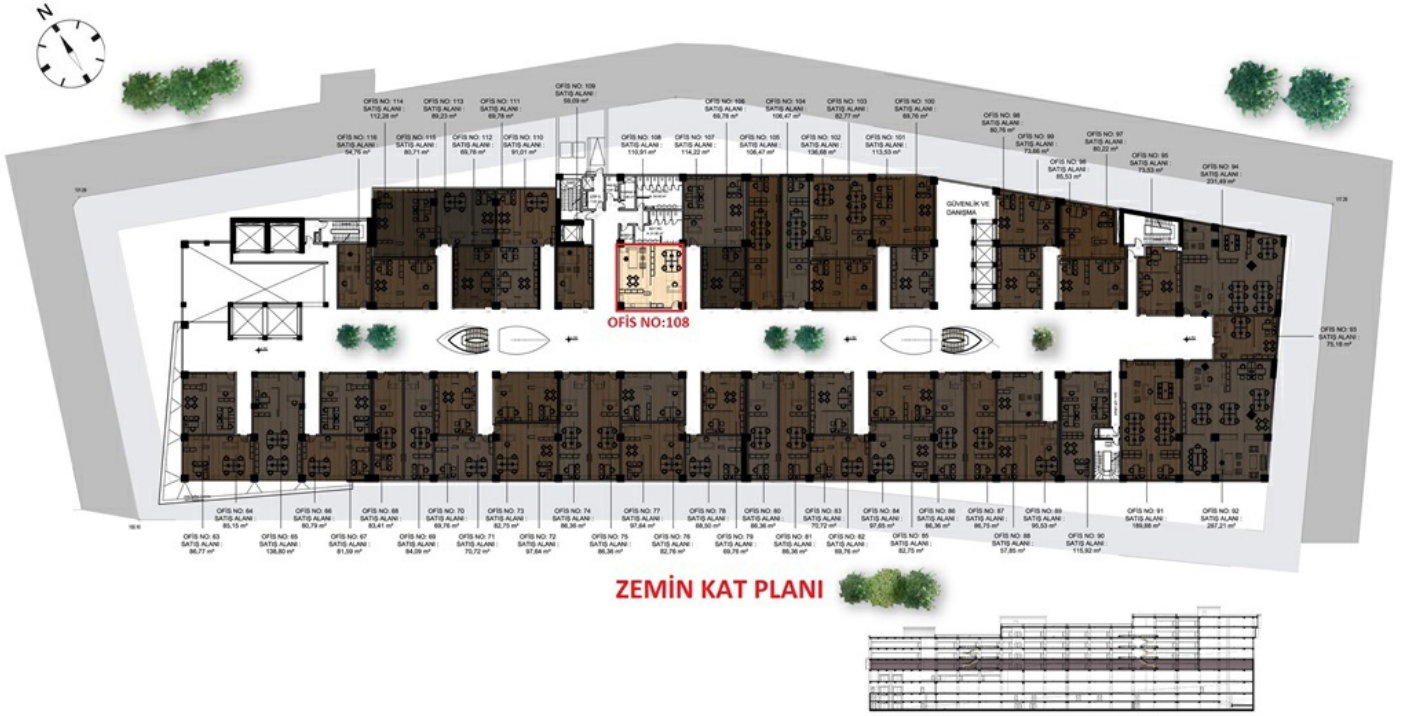 N
OFİS NO: 109
SATIŞ ALANI :
59,09 m²
OFİS NO: 114
SATIŞ ALANI :
112,28 m²
OFİS NO: 113
SATIŞ ALANI :
89,23 m²
OFİS NO: 111
SATIŞ ALANI :
69,78 m²
OFİS NO: 106
SATIŞ ALANI :
69,78 m²
OFİS NO: 104
SATIŞ ALANI :
106,47 m²
OFİS NO: 103
SATIŞ ALANI :
82,77 m²
OFİS NO: 100
SATIŞ ALANI :
69,76 m²
OFİS NO: 98
SATIŞ ALANI :
80,76 m²
OFİS NO: 116
SATIŞ ALANI :
54,76 m²
OFİS NO: 115
SATIŞ ALANI :
80,71 m²
OFİS NO: 112
SATIŞ ALANI :
69,78 m²
OFİS NO: 110
SATIŞ ALANI :
91,01 m²
OFİS NO: 108
SATIŞ ALANI :
110,91 m²
OFİS NO: 107
SATIŞ ALANI :
114,22 m²
OFİS NO: 105
SATIŞ ALANI :
106,47 m²
OFİS NO: 102
SATIŞ ALANI :
136,68 m²
OFİS NO: 101
SATIŞ ALANI :
113,53 m²
OFİS NO: 99
SATIŞ ALANI :
OFİS NO: 97
SATIŞ ALANI :
80,22 m²
OFİS NO: 96
SATIŞ ALANI :
85,53 m²
OFİS NO: 95
SATIŞ ALANI :
73,53 m²
OFİS NO: 94
SATIŞ ALANI :
231,49 m²
GÜVENLİK VE
DANIŞMA
OFİS NO:108
OFİS NO: 93
SATIŞ ALANI :
75,18 m²
OFİS NO: 64
SATIŞ ALANI :
85,15 m²
OFİS NO: 66
SATIŞ ALANI :
80,79 m²
OFİS NO: 68
SATIŞ ALANI :
83,41 m²
OFİS NO: 70
SATIŞ ALANI :
69,76 m²
OFİS NO: 73
SATIŞ ALANI :
82,75 m²
OFİS NO: 74
SATIŞ ALANI :
86,36 m²
OFİS NO: 77
SATIŞ ALANI :
97,64 m²
OFİS NO: 78
SATIŞ ALANI :
68,50 m²
OFİS NO: 80
SATIŞ ALANI :
86,36 m²
OFİS NO: 83
SATIŞ ALANI :
70,72 m²
OFİS NO: 84
SATIŞ ALANI :
97,65 m²
OFİS NO: 86
SATIŞ ALANI :
86,36 m²
OFİS NO: 87
SATIŞ ALANI :
86,75 m²
OFİS NO: 89
SATIŞ ALANI :
95,53 m²
OFİS NO: 91
SATIŞ ALANI :
189,88 m²
OFİS NO: 92
SATIŞ ALANI :
287,21 m²
OFİS NO: 63
SATIŞ ALANI :
86,77 m²
OFİS NO: 65
SATIŞ ALANI :
138,80 m²
OFİS NO: 67
SATIŞ ALANI :
81,59 m²
OFİS NO: 69
SATIŞ ALANI :
84,09 m²
OFİS NO: 71
SATIŞ ALANI :
70,72 m²
OFİS NO: 72
SATIŞ ALANI :
97,64 m²
OFİS NO: 75
SATIŞ ALANI :
86,36 m²
OFİS NO: 76
SATIŞ ALANI :
82,76 m²
OFİS NO: 79
SATIŞ ALANI :
69,76 m²
OFİS NO: 81
SATIŞ ALANI :
86,36 m²
OFİS NO: 82
SATIŞ ALANI :
69,76 m²
OFİS NO: 85
SATIŞ ALANI :
82,75 m²
OFİS NO: 88
SATIŞ ALANI :
57,85 m²
OFİS NO: 90
SATIŞ ALANI :
115,92 m²
ZEMİN KAT PLANI